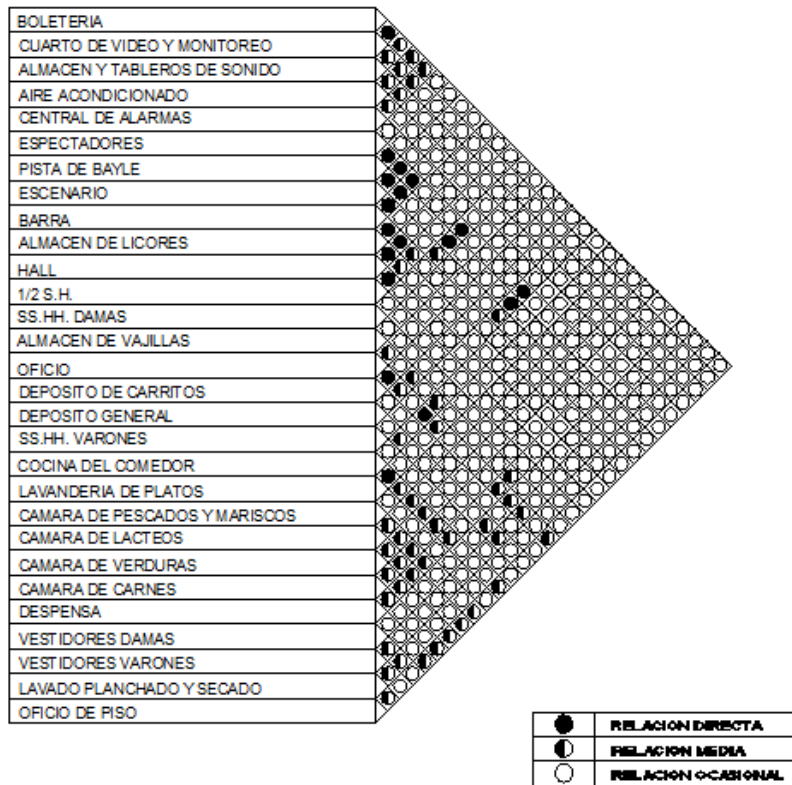 BOLETERIA
CUARTO DE VIDEO Y MONITOREO
ALMACEN Y TABLEROS DE SONIDO
AIRE ACONDICIONADO
CENTRAL DE ALARMAS
ESPECTADORES
PISTA DE BAYLE
ESCENARIO
BARRA
ALMACEN DE LICORES
HALL
1/2 S.H.
SS.HH. DAMAS
ALMACEN DE VAJILLAS
OFICIO
DEPOSITO DE CARRITOS
DEPOSITO GENERAL
SS.HH. VARONES
COCINA DEL COMEDOR
LAVANDERIA DE PLATOS
CAMARA DE PESCADOS Y MARISCOS
CAMARA DE LACTEOS
CAMARA DE VERDURAS
CAMARA DE CARNES
DESPENSA
VESTIDORES DAMAS
VESTIDORES VARONES
LAVADO PLANCHADO Y SECADO
OFICIO DE PISO
RELACION DIRECTA
RELACION MEDIA
RELACION OCASIONAL